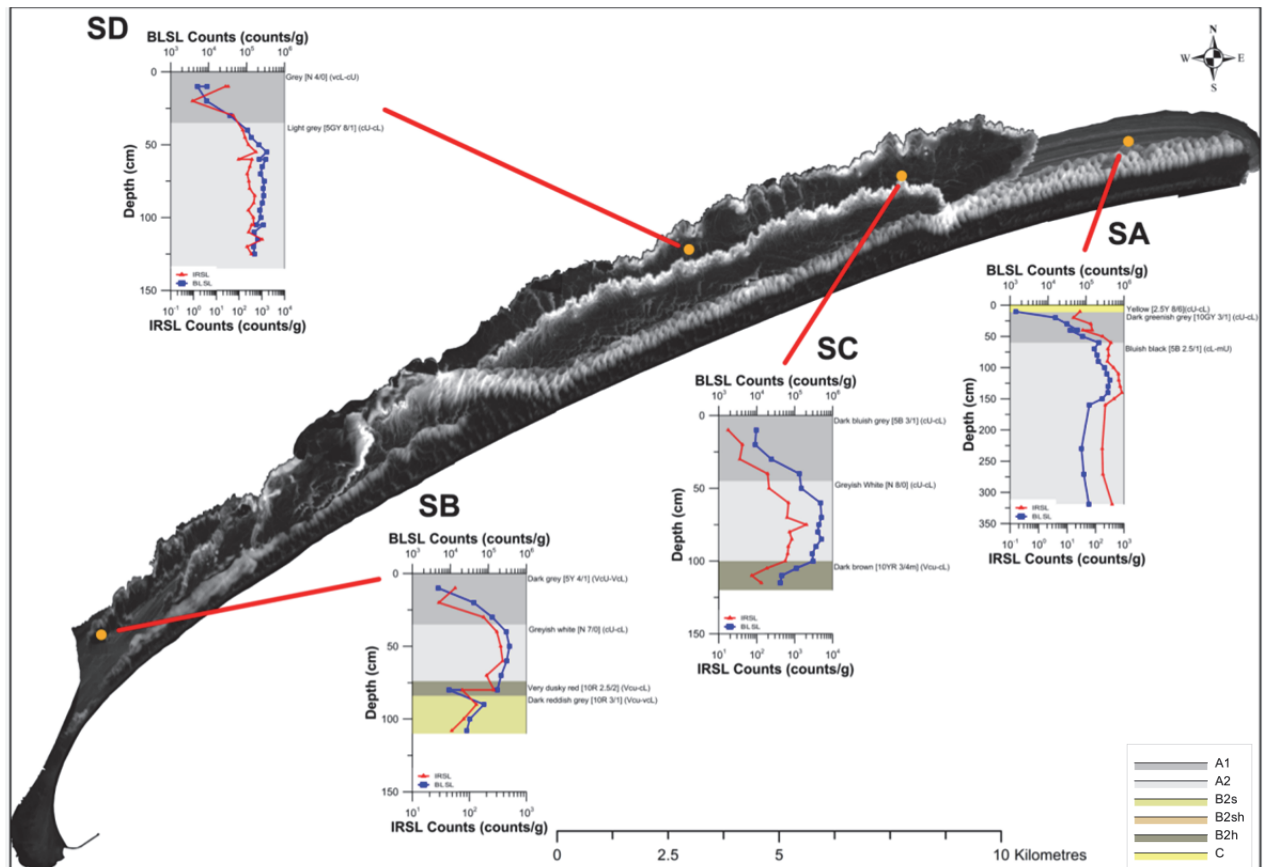 SD
BLSL Counts (counts/g)
10³ 10⁴ 10⁵ 10⁶
0
50
100
150
Depth (cm)
Grey [N 4/0] (vcL-cU)
Light grey [5GY 8/1] (cU-cL)
IRSL
BLSL
10⁻¹ 10⁰ 10¹ 10² 10³ 10⁴
IRSL Counts (counts/g)
N
W E
S
SA
BLSL Counts (counts/g)
10³ 10⁴ 10⁵ 10⁶
0
50
100
150
200
250
300
350
Depth (cm)
Yellow [2.5Y 8/6](cU-cL)
Dark greenish grey [10GY 3/1] (cU-cL)
Bluish black [5B 2.5/1] (cL-mU)
IRSL
BLSL
10⁻¹ 10⁰ 10¹ 10² 10³
IRSL Counts (counts/g)
SC
BLSL Counts (counts/g)
10³ 10⁴ 10⁵ 10⁶
0
50
100
150
Depth (cm)
Dark bluish grey [5B 3/1] (cU-cL)
Greyish White [N 8/0] (cU-cL)
Dark brown [10YR 3/4m] (Vcu-cL)
IRSL
BLSL
10¹ 10² 10³ 10⁴
IRSL Counts (counts/g)
SB
BLSL Counts (counts/g)
10³ 10⁴ 10⁵ 10⁶
0
50
100
150
Depth (cm)
Dark grey [5Y 4/1] (VcU-VcL)
Greyish white [N 7/0] (cU-cL)
Very dusky red [10R 2.5/2] (Vcu-cL)
Dark reddish grey [10R 3/1] (Vcu-vcL)
IRSL
BLSL
10¹ 10² 10³
IRSL Counts (counts/g)
0 2.5 5 10 Kilometres
A1
A2
B2s
B2sh
B2h
C